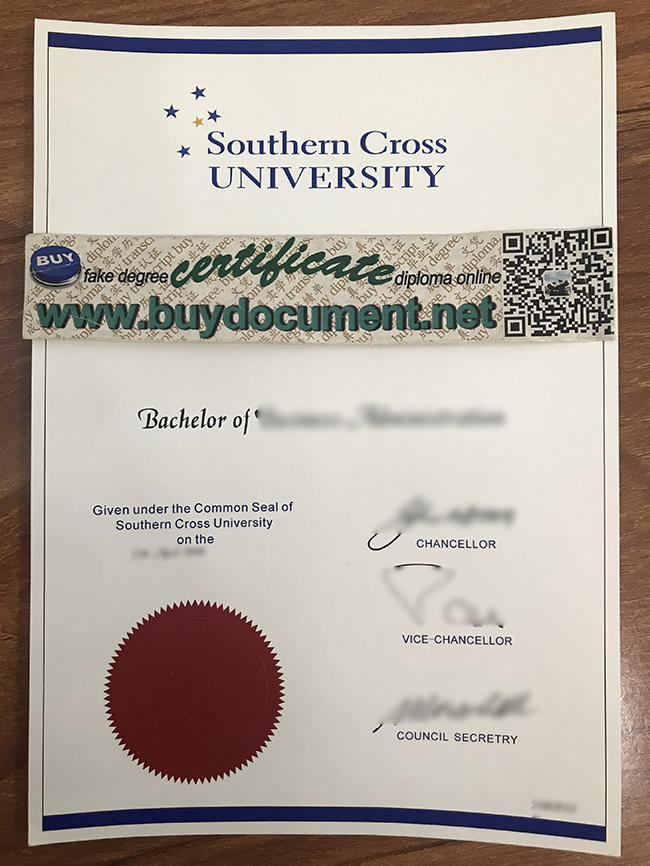 Southern Cross
UNIVERSITY
BUY
fake degree certificate diploma online
www.buydocument.net
Bachelor of
Given under the Common Seal of
Southern Cross University
on the
CHANCELLOR
VICE-CHANCELLOR
COUNCIL SECRETRY